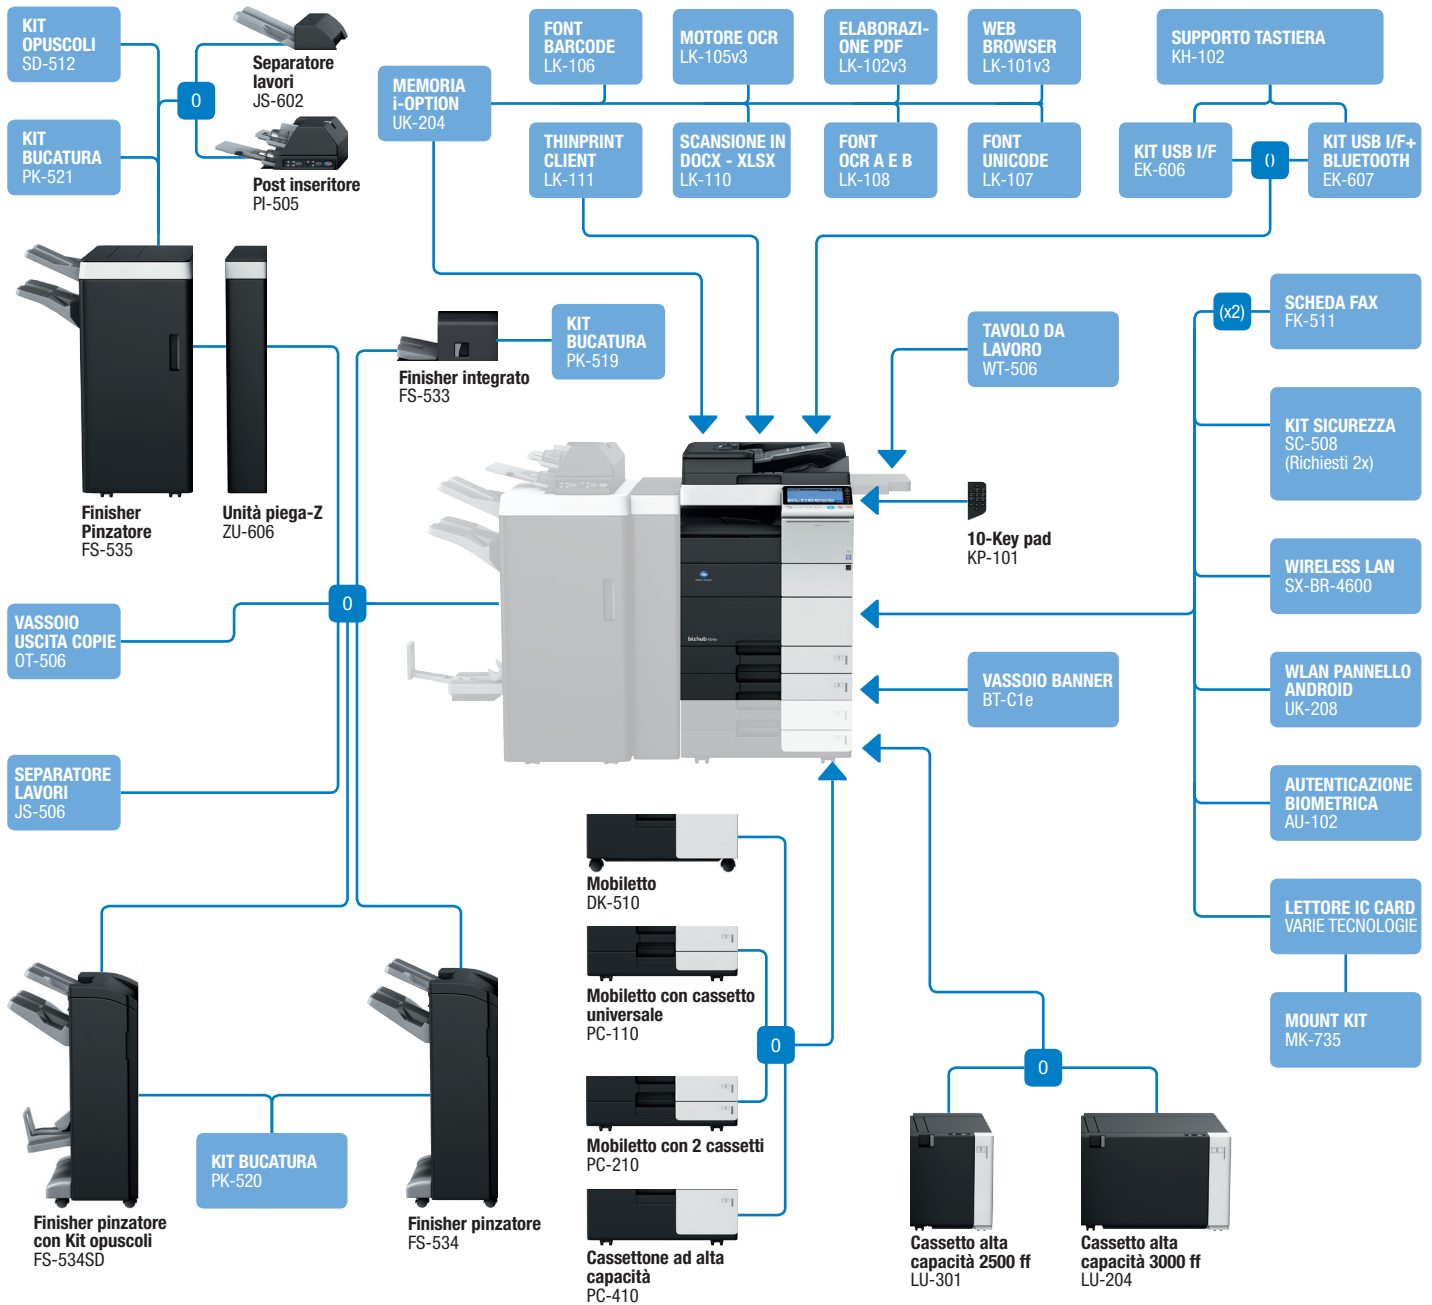 KIT
OPUSCOLI
SD-512
Separatore
lavori
JS-602
0
KIT
BUCATURA
PK-521
Post inseritore
PI-505
MEMORIA
i-OPTION
UK-204
FONT
BARCODE
LK-106
MOTORE OCR
LK-105v3
ELABORAZI-
ONE PDF
LK-102v3
WEB
BROWSER
LK-101v3
THINPRINT
CLIENT
LK-111
SCANSIONE IN
DOCX - XLSX
LK-110
FONT
OCR A E B
LK-108
FONT
UNICODE
LK-107
SUPPORTO TASTIERA
KH-102
KIT USB I/F
EK-606
()
KIT USB I/F+
BLUETOOTH
EK-607
Finisher
Pinzatore
FS-535
Unità piega-Z
ZU-606
Finisher integrato
FS-533
KIT
BUCATURA
PK-519
TAVOLO DA
LAVORO
WT-506
10-Key pad
KP-101
(x2)
SCHEDA FAX
FK-511
KIT SICUREZZA
SC-508
(Richiesti 2x)
WIRELESS LAN
SX-BR-4600
WLAN PANNELLO
ANDROID
UK-208
AUTENTICAZIONE
BIOMETRICA
AU-102
LETTORE IC CARD
VARIE TECNOLOGIE
MOUNT KIT
MK-735
VASSOIO
USCITA COPIE
OT-506
0
bizhub
VASSOIO BANNER
BT-C1e
SEPARATORE
LAVORI
JS-506
Mobiletto
DK-510
Mobiletto con cassetto
universale
PC-110
0
Mobiletto con 2 cassetti
PC-210
Cassettone ad alta
capacità
PC-410
0
Cassetto alta
capacità 2500 ff
LU-301
Cassetto alta
capacità 3000 ff
LU-204
KIT BUCATURA
PK-520
Finisher pinzatore
con Kit opuscoli
FS-534SD
Finisher pinzatore
FS-534